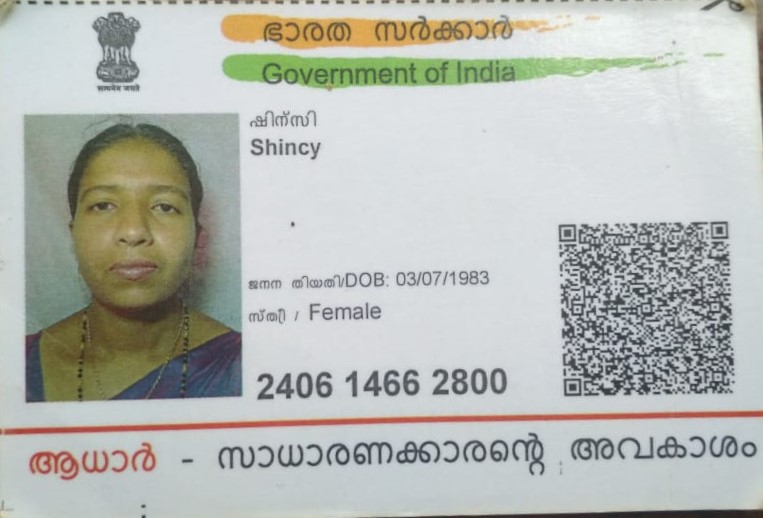 ഭാരത സർക്കാർ
Government of India
सत्यमेव जयते
ഷിന്സി
Shincy
ജനന തിയതി/DOB: 03/07/1983
സ്ത്രീ / Female
2406 1466 2800
ആധാർ - സാധാരണക്കാരന്റെ അവകാശം